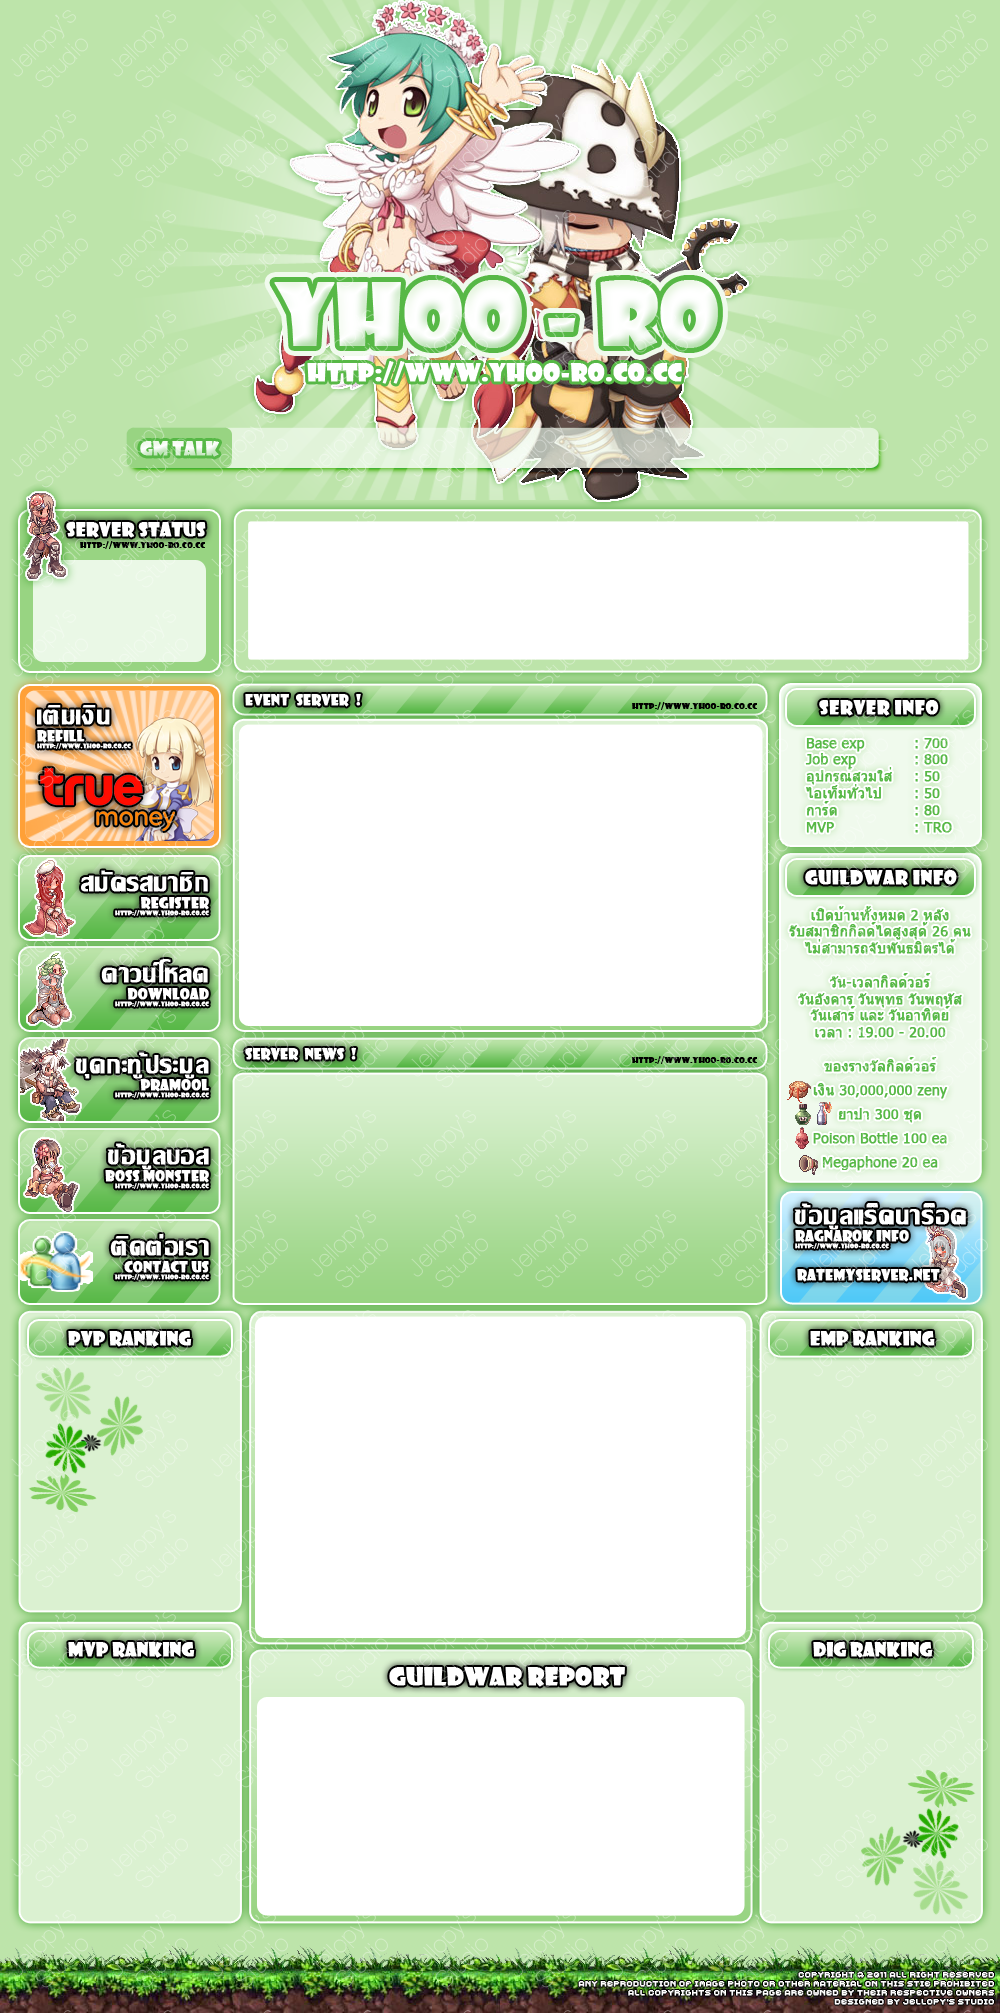 YHOO - RO
HTTP://WWW.YHOO-RO.CO.CC
GM TALK
SERVER STATUS
HTTP://WWW.YHOO-RO.CO.CC
เติมเงิน
REFILL
HTTP://WWW.YHOO-RO.CO.CC
true
money
สมัครสมาชิก
REGISTER
HTTP://WWW.YHOO-RO.CO.CC
ดาวน์โหลด
DOWNLOAD
HTTP://WWW.YHOO-RO.CO.CC
ขุดกะทู้ประมูล
PRAMOOL
HTTP://WWW.YHOO-RO.CO.CC
ข้อมูลบอส
BOSS MONSTER
HTTP://WWW.YHOO-RO.CO.CC
ติดต่อเรา
CONTACT US
HTTP://WWW.YHOO-RO.CO.CC
EVENT SERVER !
HTTP://WWW.YHOO-RO.CO.CC
SERVER NEWS !
HTTP://WWW.YHOO-RO.CO.CC
SERVER INFO
Base exp : 700
Job exp : 800
อุปกรณ์สวมใส่ : 50
ไอเท็มทั่วไป : 50
การ์ด : 80
MVP : TRO
GUILDWAR INFO
เปิดบ้านทั้งหมด 2 หลัง
รับสมาชิกกิลด์ได้สูงสุด 26 คน
ไม่สามารถจับพันธมิตรได้
วัน-เวลากิลด์วอร์
วันอังคาร วันพุทธ วันพฤหัส
วันเสาร์ และ วันอาทิตย์
เวลา : 19.00 - 20.00
ของรางวัลกิลด์วอร์
เงิน 30,000,000 zeny
ยาป่า 300 ชุด
Poison Bottle 100 ea
Megaphone 20 ea
ข้อมูลแร็คนาร็อค
RAGNAROK INFO
HTTP://WWW.YHOO-RO.CO.CC
RATEMYSERVER.NET
PVP RANKING
EMP RANKING
MVP RANKING
GUILDWAR REPORT
DIG RANKING
COPYRIGHT @ 2011 ALL RIGHT RESERVED
ANY REPRODUCTION OF IMAGE PHOTO OR OTHER MATERIAL ON THIS STIE PROHIBITED
ALL COPYRIGHTS ON THIS PAGE ARE OWNED BY THEIR RESPECTIVE OWNERS
DESIGNED BY JELLOPY'S STUDIO